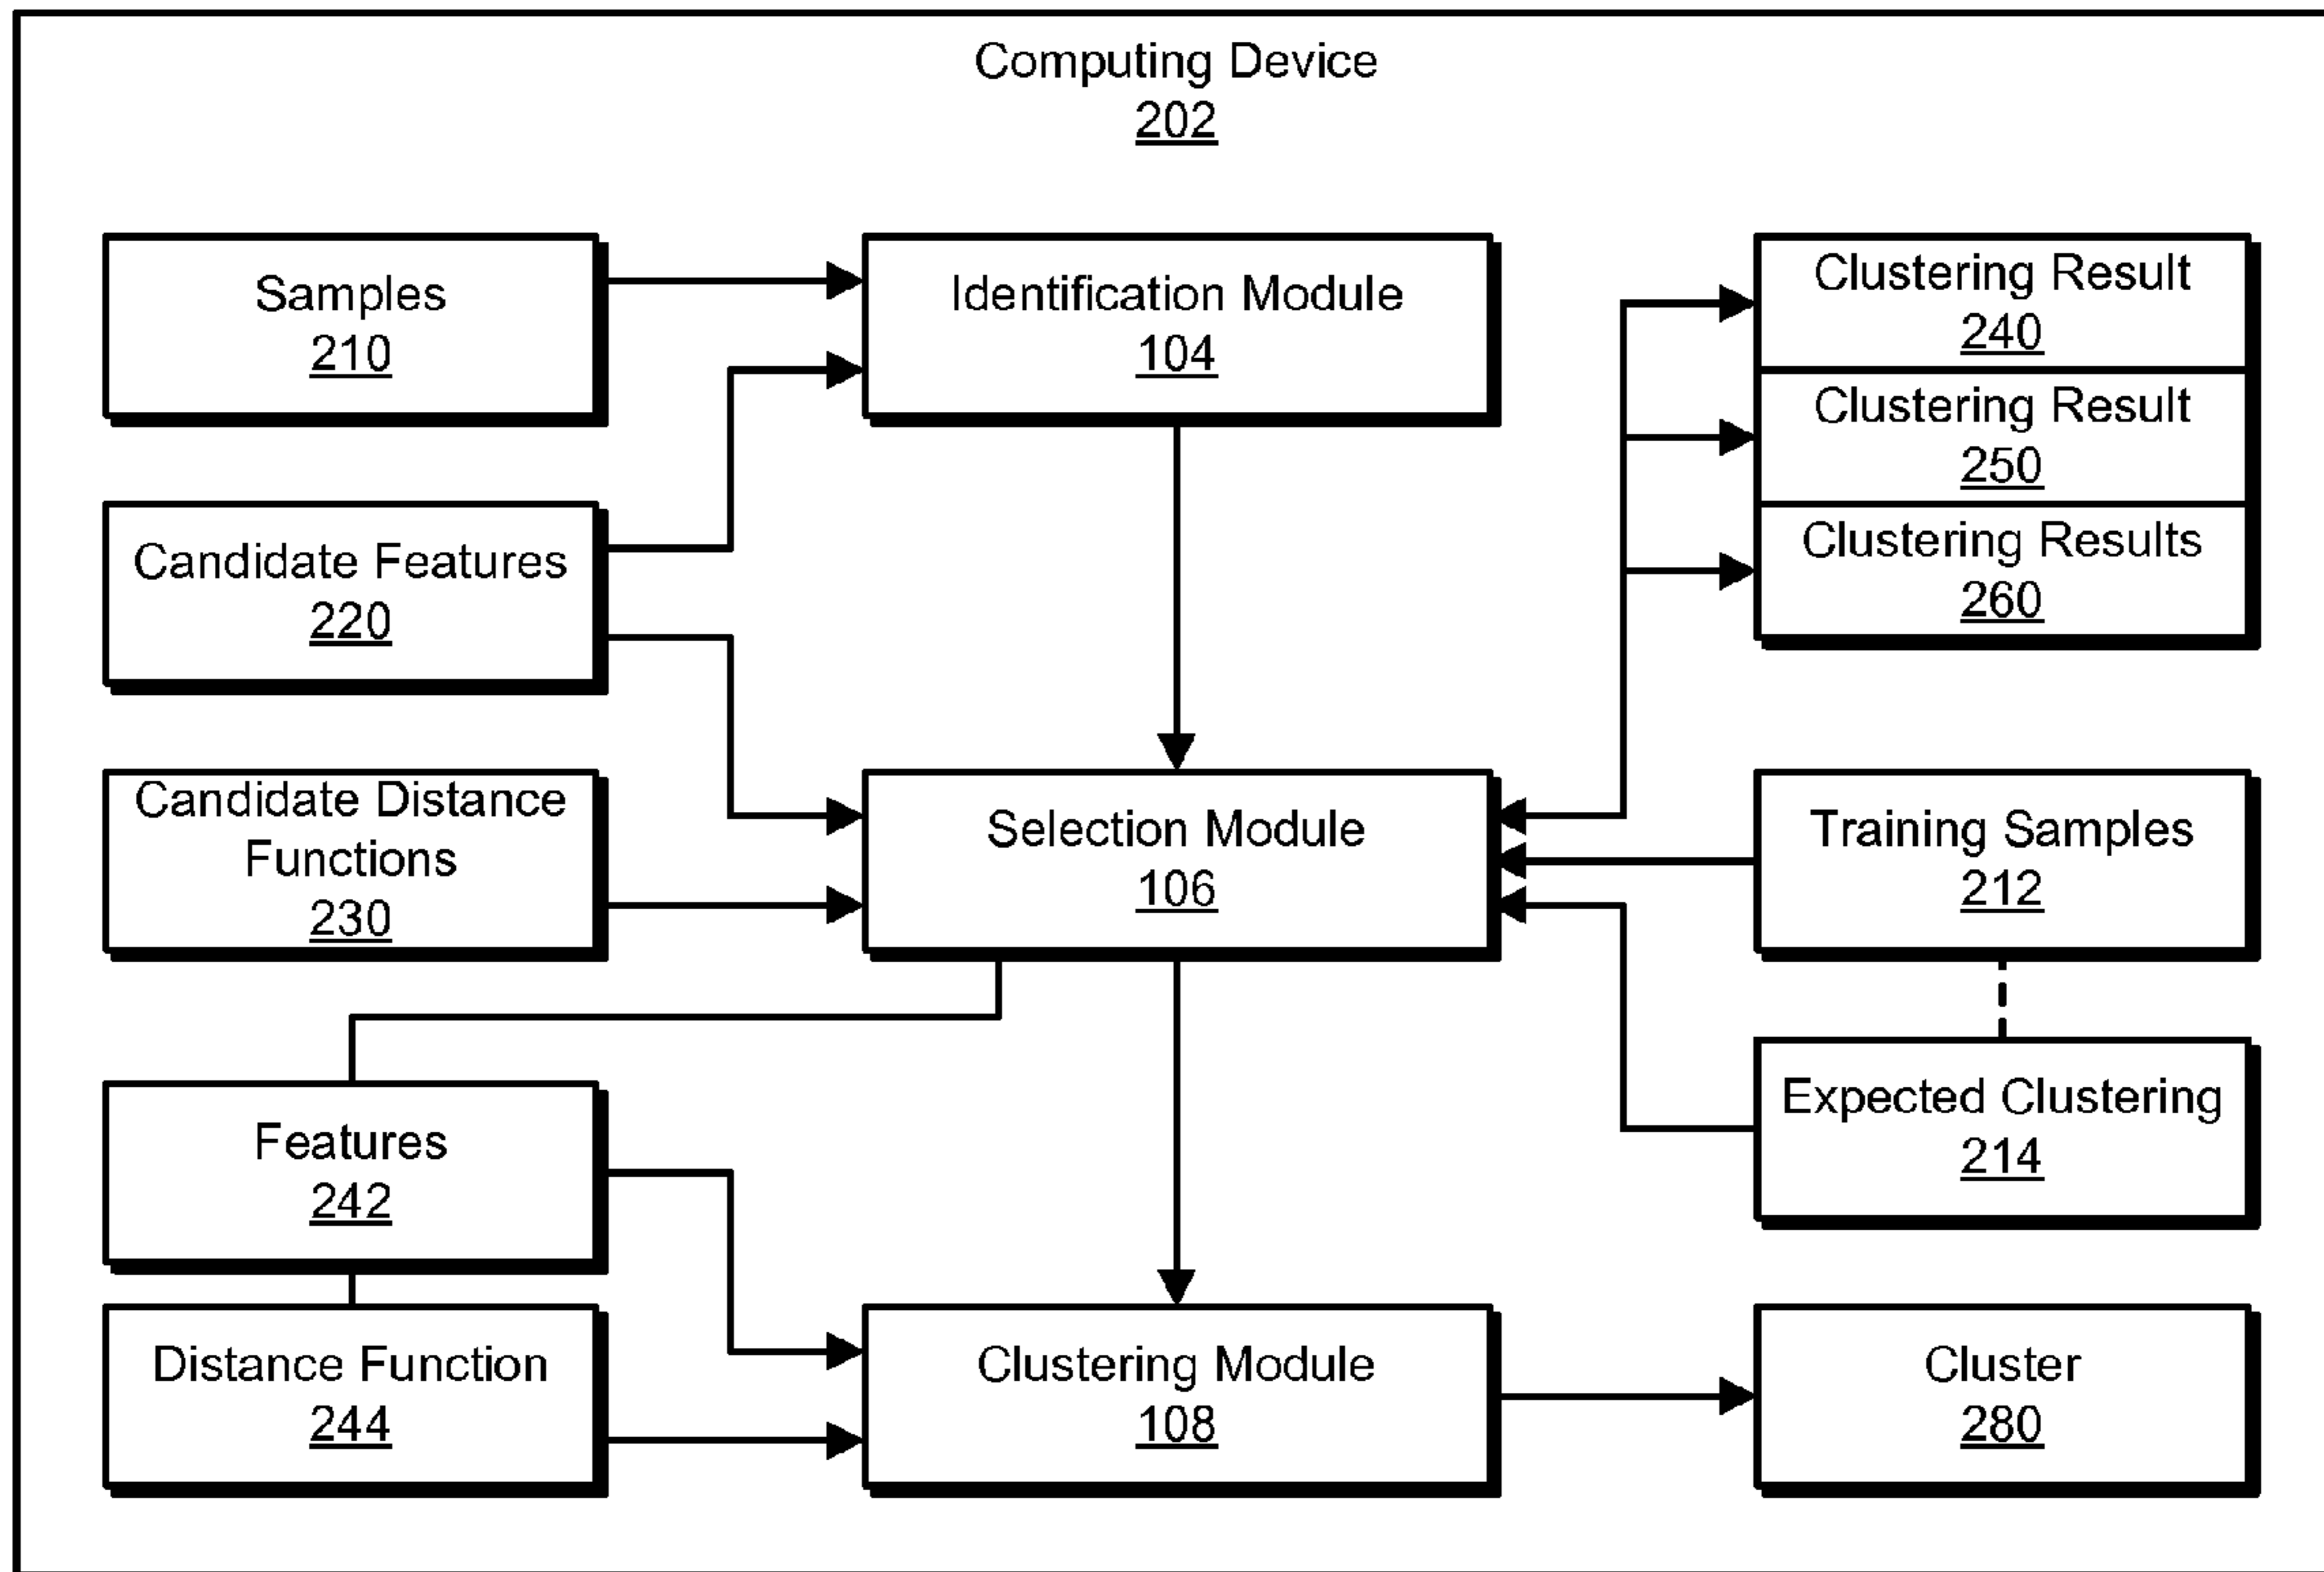 Computing Device
202
Samples
210
Identification Module
104
Clustering Result
240
Clustering Result
250
Clustering Results
260
Candidate Features
220
Candidate Distance
Functions
230
Selection Module
106
Training Samples
212
Expected Clustering
214
Features
242
Distance Function
244
Clustering Module
108
Cluster
280